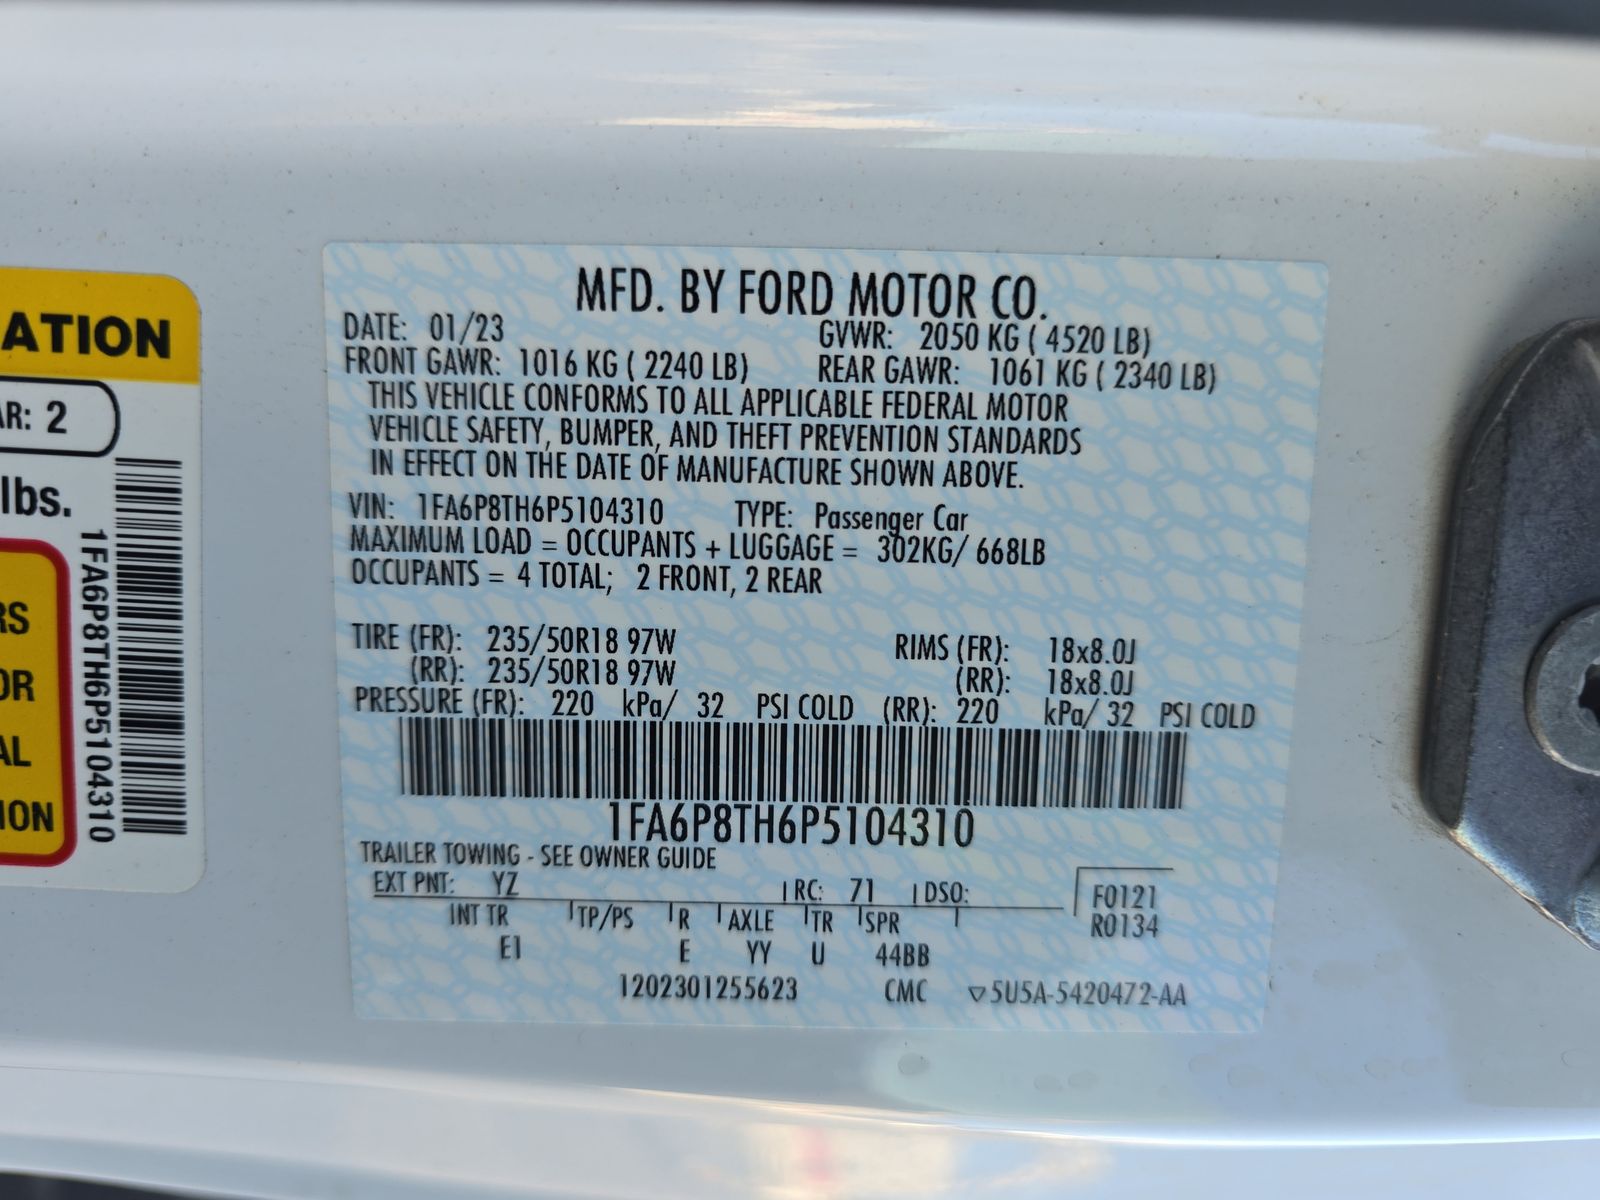 ATION
AR: 2
lbs.
RS
OR
AL
ION
1FA6P8TH6P5104310
MFD. BY FORD MOTOR CO.
DATE: 01/23 GVWR: 2050 KG ( 4520 LB)
FRONT GAWR: 1016 KG ( 2240 LB) REAR GAWR: 1061 KG ( 2340 LB)
THIS VEHICLE CONFORMS TO ALL APPLICABLE FEDERAL MOTOR
VEHICLE SAFETY, BUMPER, AND THEFT PREVENTION STANDARDS
IN EFFECT ON THE DATE OF MANUFACTURE SHOWN ABOVE.
VIN: 1FA6P8TH6P5104310 TYPE: Passenger Car
MAXIMUM LOAD = OCCUPANTS + LUGGAGE = 302KG/ 668LB
OCCUPANTS = 4 TOTAL; 2 FRONT, 2 REAR
TIRE (FR): 235/50R18 97W RIMS (FR): 18x8.0J
(RR): 235/50R18 97W (RR): 18x8.0J
PRESSURE (FR): 220 kPa/ 32 PSI COLD (RR): 220 kPa/ 32 PSI COLD
1FA6P8TH6P5104310
TRAILER TOWING - SEE OWNER GUIDE
EXT PNT: YZ RC: 71 DSO: F0121
INT TR TP/PS R AXLE TR SPR R0134
E1 E YY U 44BB
1202301255623 CMC ▽5U5A-5420472-AA